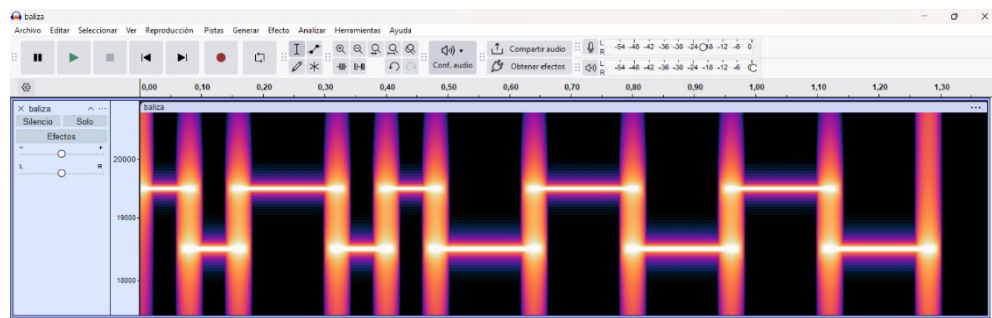 baliza
Archivo Editar Seleccionar Ver Reproducción Pistas Generar Efecto Analizar Herramientas Ayuda
Conf. audio
Compartir audio
Obtener efectos
L
R
-54 -48 -42 -36 -30 -24 -18 -12 -6 0
L
R
-54 -48 -42 -36 -30 -24 -18 -12 -6
0,00 0,10 0,20 0,30 0,40 0,50 0,60 0,70 0,80 0,90 1,00 1,10 1,20 1,30
baliza
Silencio Solo
Efectos
- +
L R
baliza
20000
19000
18000